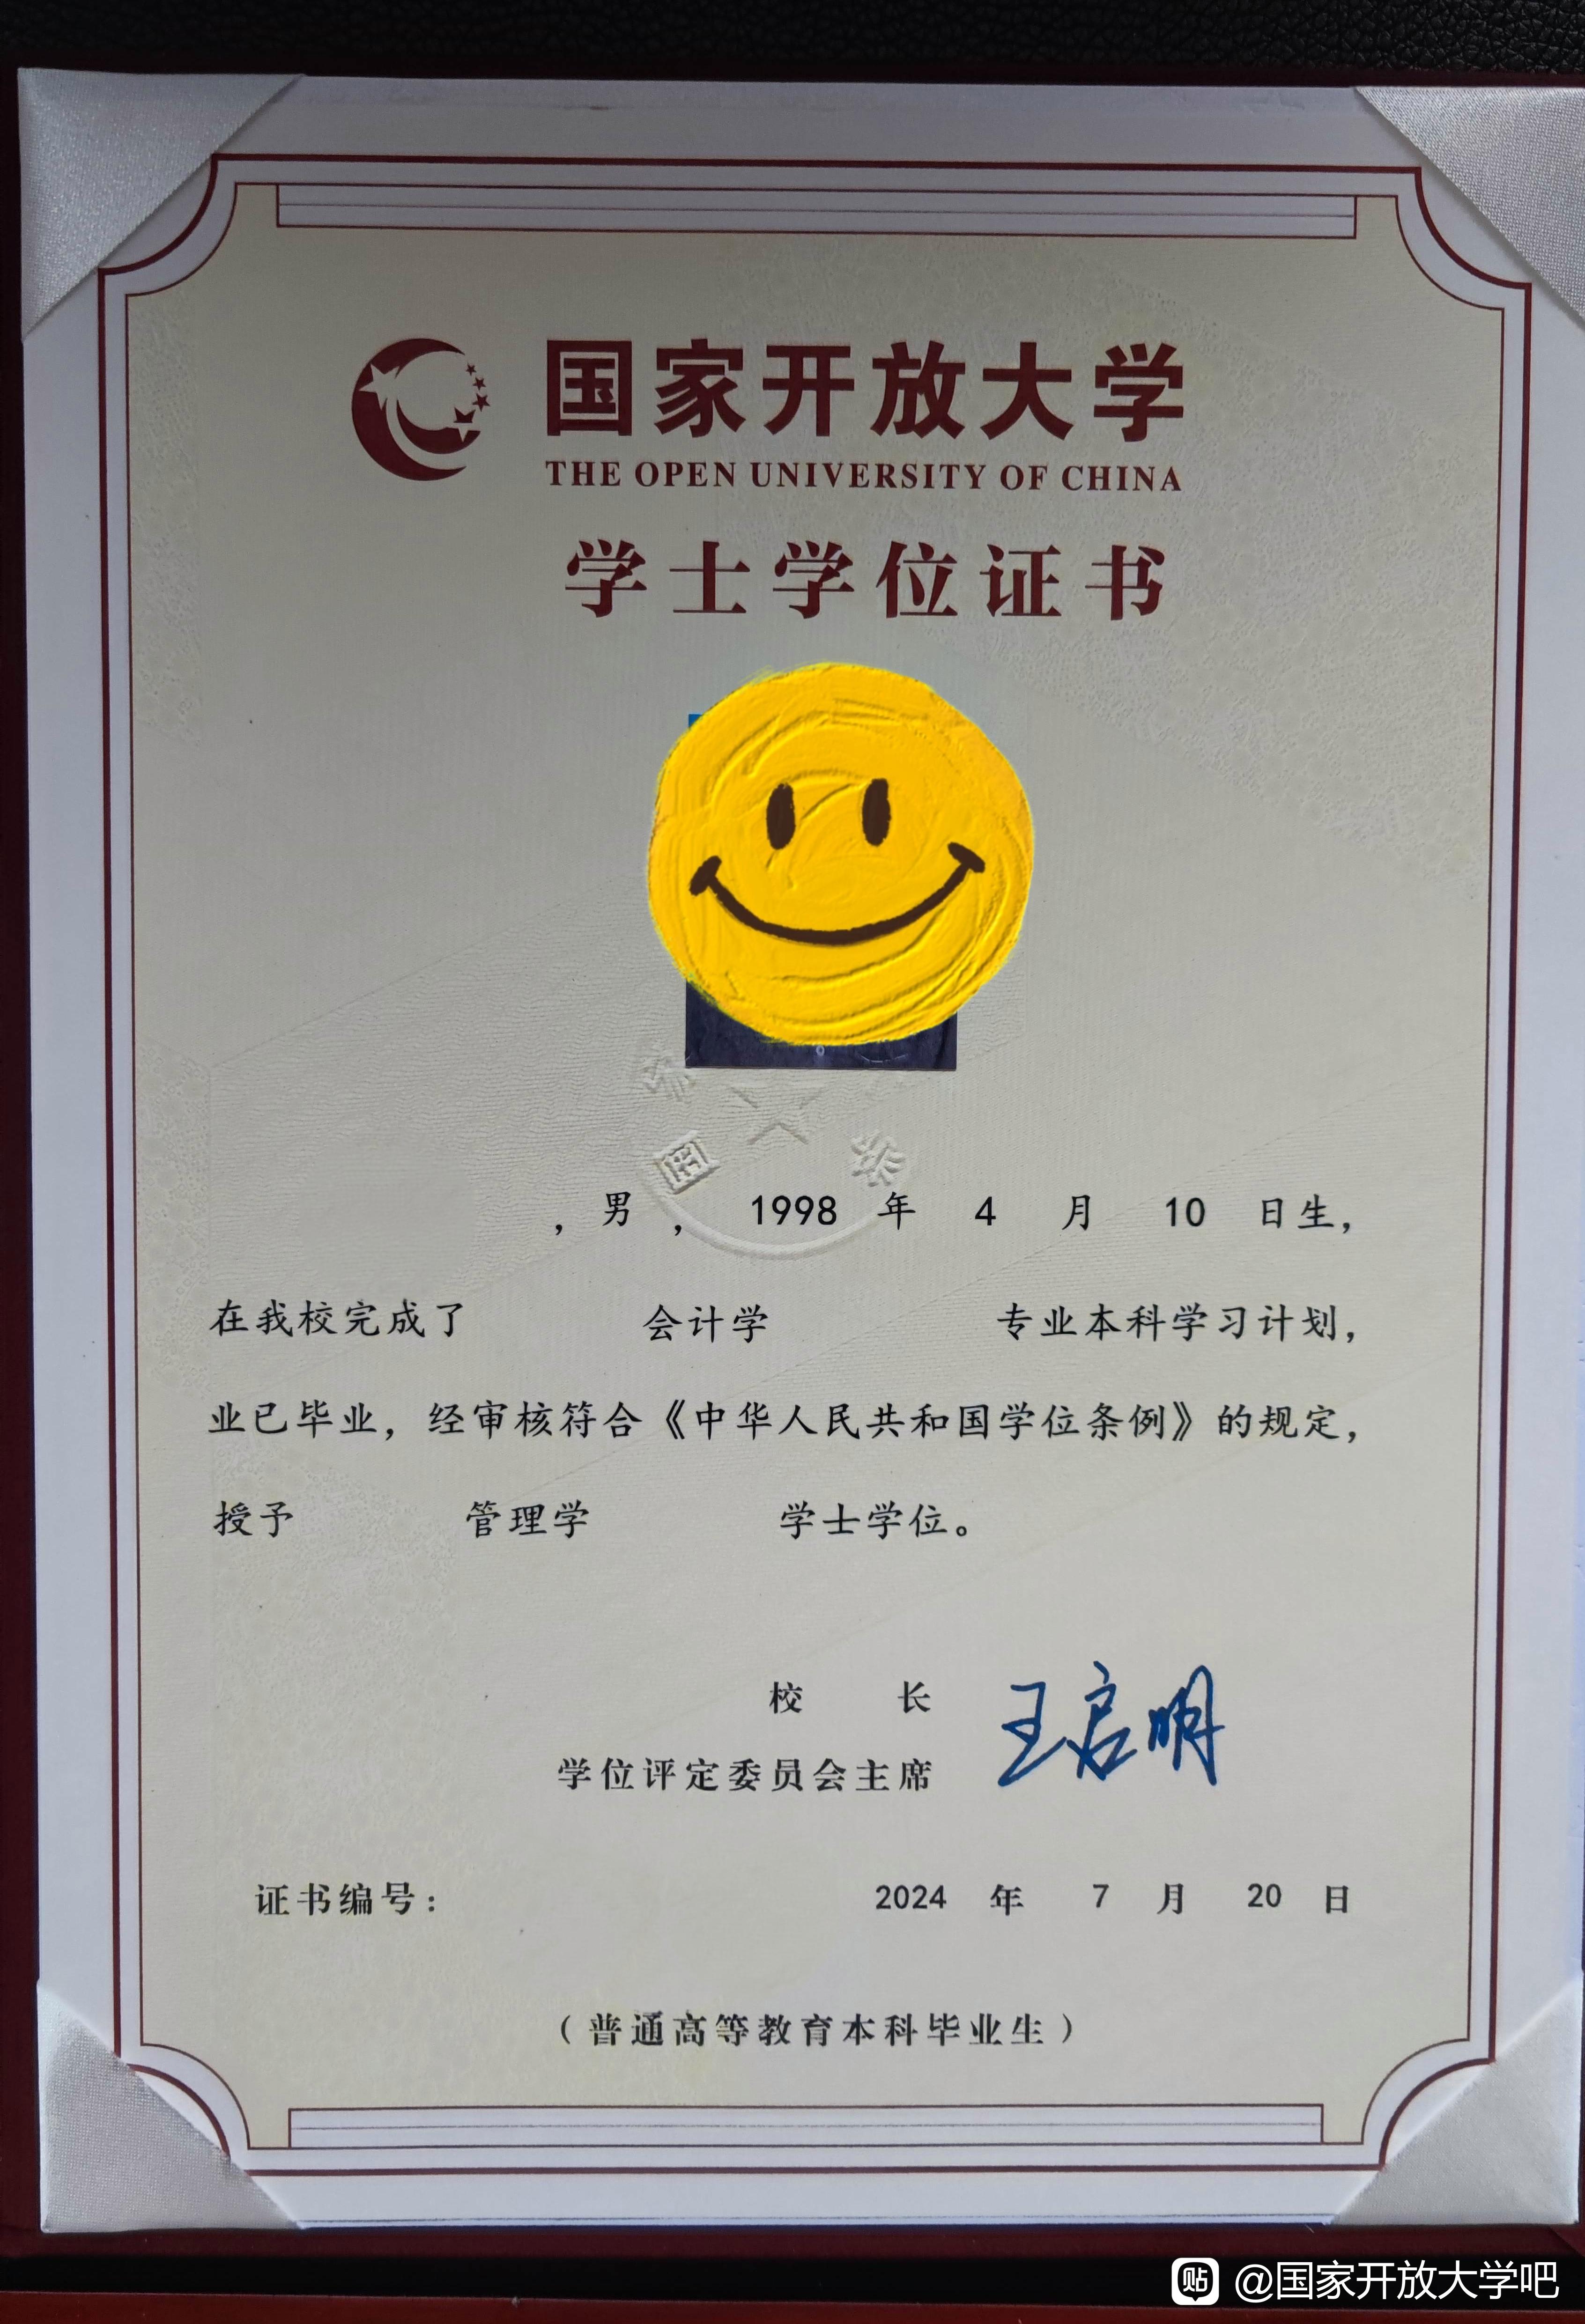 国家开放大学
THE OPEN UNIVERSITY OF CHINA
学士学位证书
国 大 学
，男， 1998 年 4 月 10 日生，
在我校完成了 会计学 专业本科学习计划，
业已毕业，经审核符合《中华人民共和国学位条例》的规定，
授予 管理学 学士学位。
校 长
王启明
学位评定委员会主席
证书编号： 2024 年 7 月 20 日
（普通高等教育本科毕业生）
贴 @国家开放大学吧